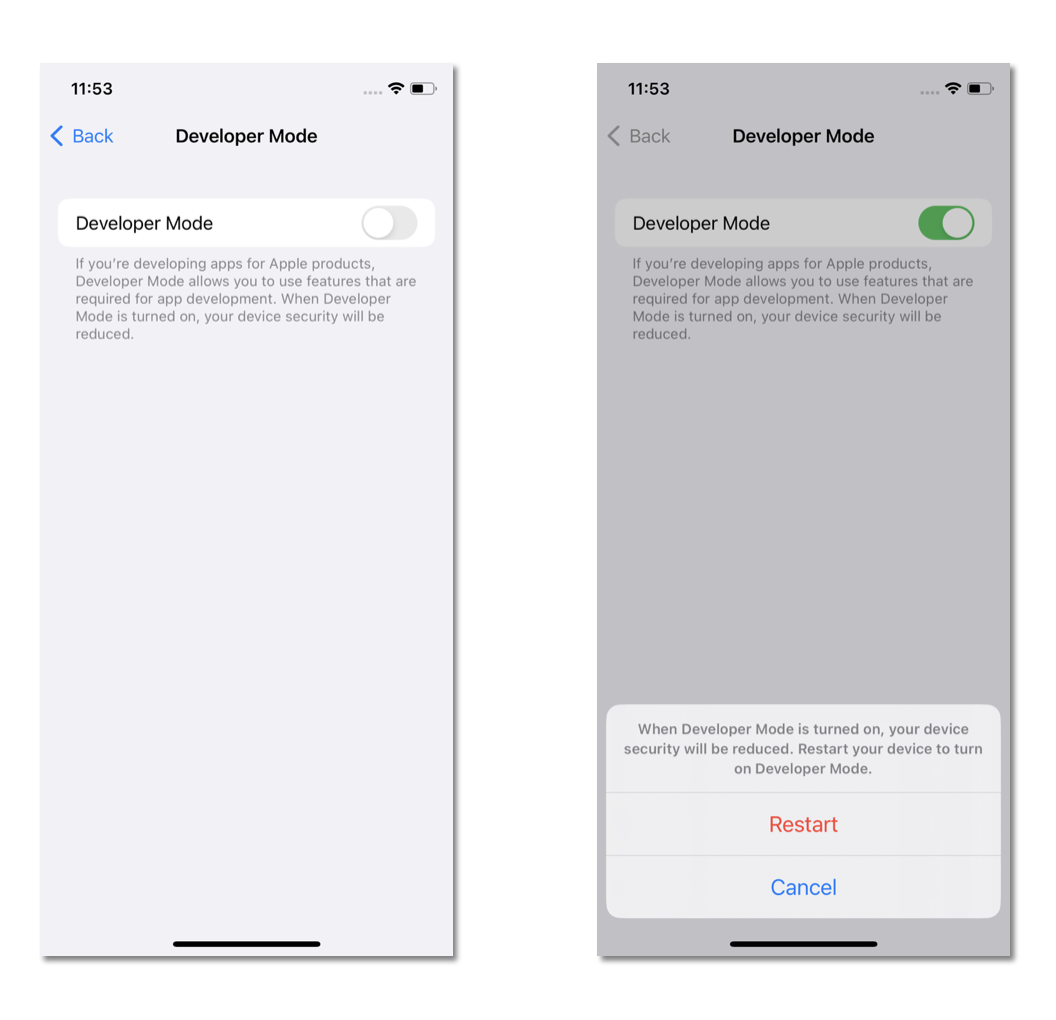 11:53
Back
Developer Mode
Developer Mode
If you're developing apps for Apple products,
Developer Mode allows you to use features that are
required for app development. When Developer
Mode is turned on, your device security will be
reduced.
11:53
Back
Developer Mode
Developer Mode
If you're developing apps for Apple products,
Developer Mode allows you to use features that are
required for app development. When Developer
Mode is turned on, your device security will be
reduced.
When Developer Mode is turned on, your device
security will be reduced. Restart your device to turn
on Developer Mode.
Restart
Cancel